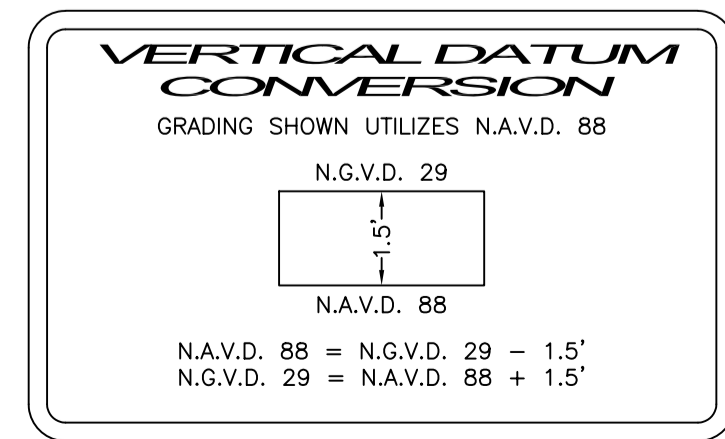 VERTICAL DATUM
CONVERSION
GRADING SHOWN UTILIZES N.A.V.D. 88
N.G.V.D. 29
1.5'
N.A.V.D. 88
N.A.V.D. 88 = N.G.V.D. 29 - 1.5'
N.G.V.D. 29 = N.A.V.D. 88 + 1.5'